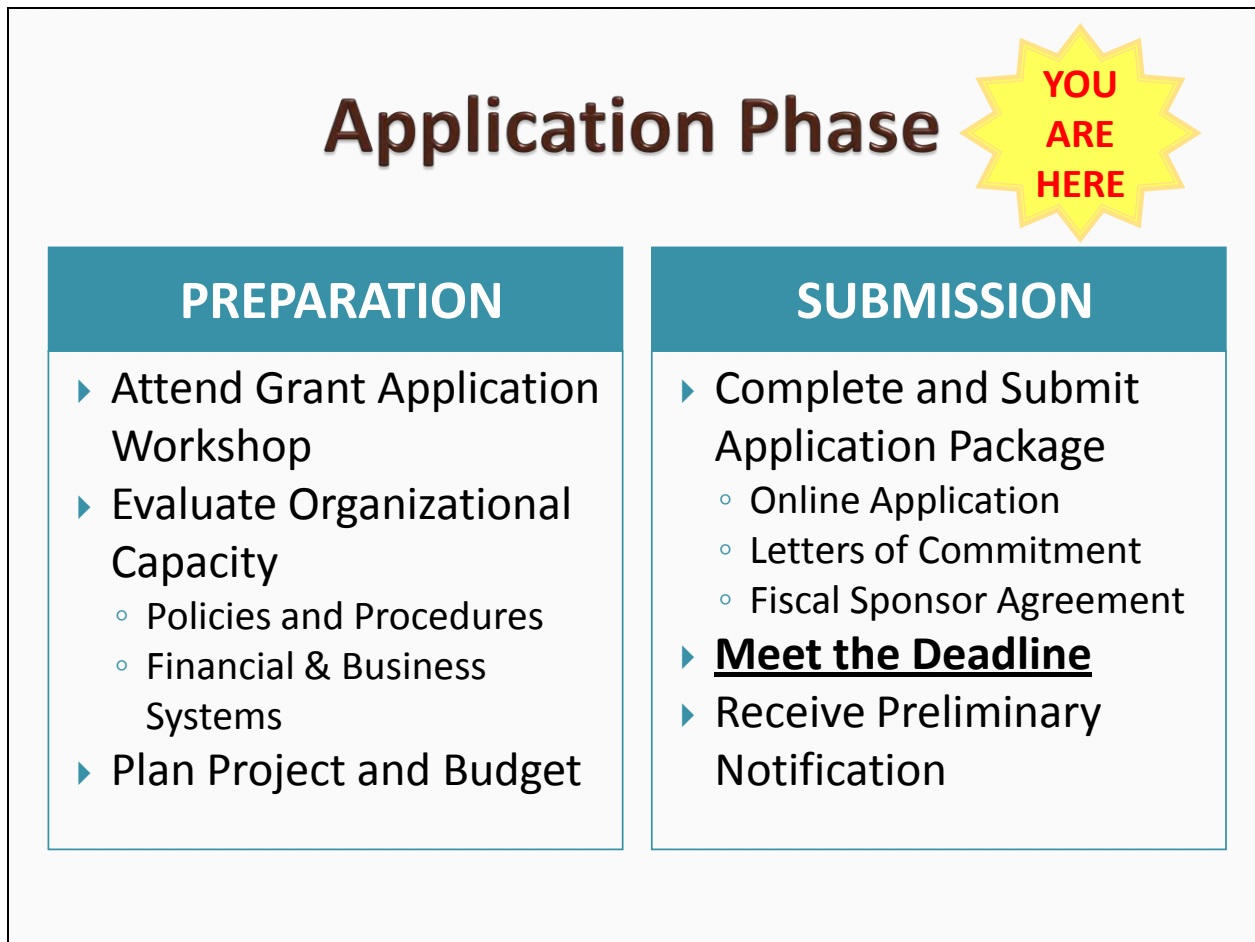 Application Phase
YOU
ARE
HERE
PREPARATION
Attend Grant Application
Workshop
Evaluate Organizational
Capacity
Policies and Procedures
Financial & Business
Systems
Plan Project and Budget
SUBMISSION
Complete and Submit
Application Package
Online Application
Letters of Commitment
Fiscal Sponsor Agreement
Meet the Deadline
Receive Preliminary
Notification